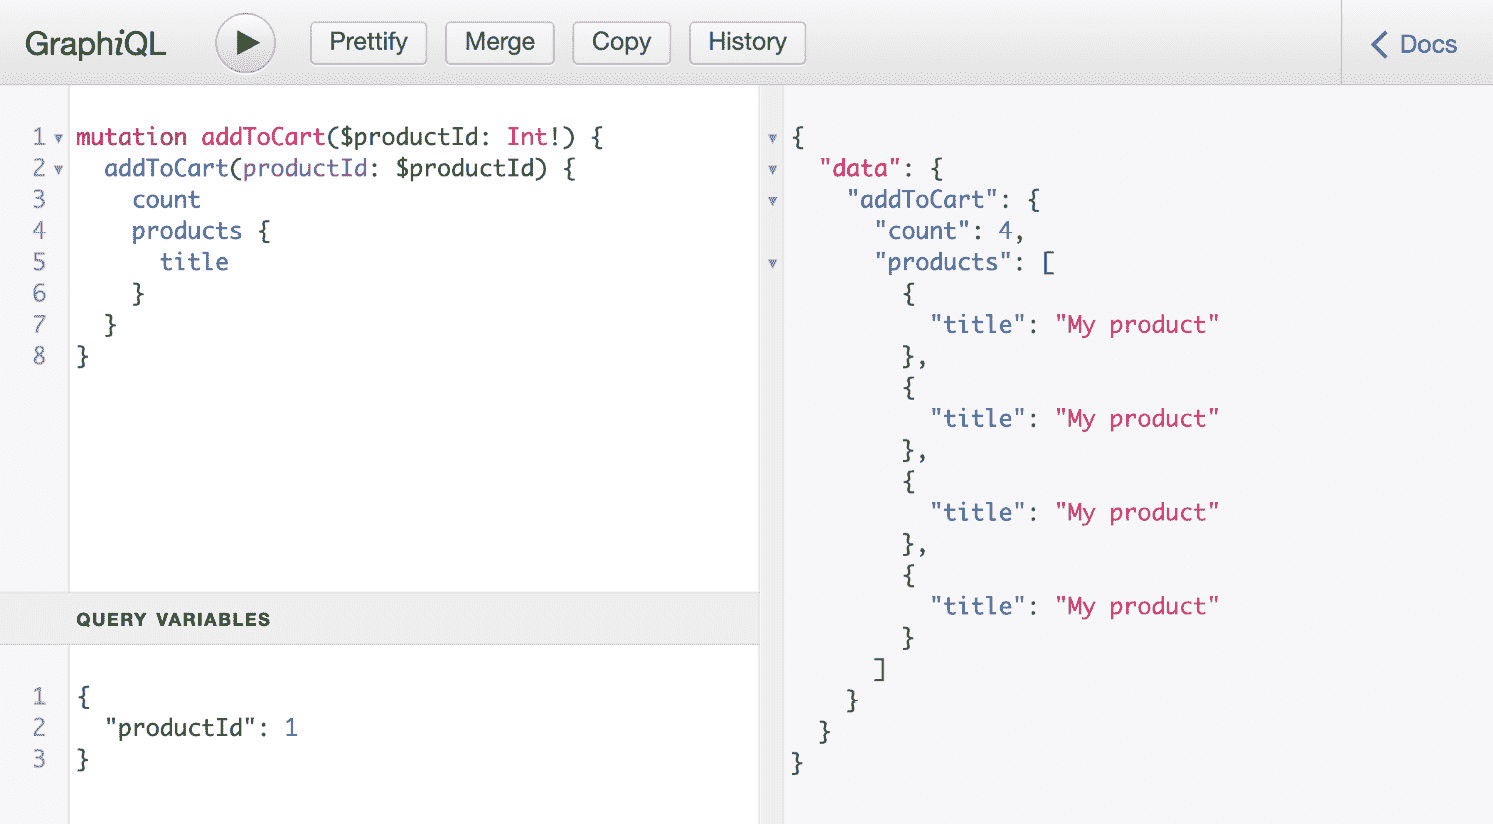 GraphiQL
Prettify
Merge
Copy
History
Docs
1 mutation addToCart($productId: Int!) {
2   addToCart(productId: $productId) {
3     count
4     products {
5       title
6     }
7   }
8 }
QUERY VARIABLES
1 {
2   "productId": 1
3 }
{
  "data": {
    "addToCart": {
      "count": 4,
      "products": [
        {
          "title": "My product"
        },
        {
          "title": "My product"
        },
        {
          "title": "My product"
        },
        {
          "title": "My product"
        }
      ]
    }
  }
}